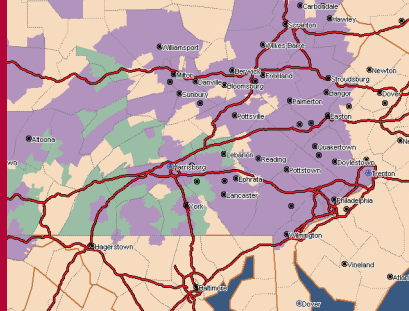 Carbondale
Hawley
Scranton
Williamsport
Wilkes Barre
Newton
Milton
Berwick
Danville
Bloomsburg
Freeland
Stroudsburg
Sunbury
Bangor
Dover
Palmerton
Pottsville
Easton
Altoona
Quakertown
Lebanon
Reading
Doylestown
Harrisburg
Pottstown
Trenton
Ephrata
Lancaster
York
Philadelphia
Wilmington
Hagerstown
Vineland
Baltimore
Dover